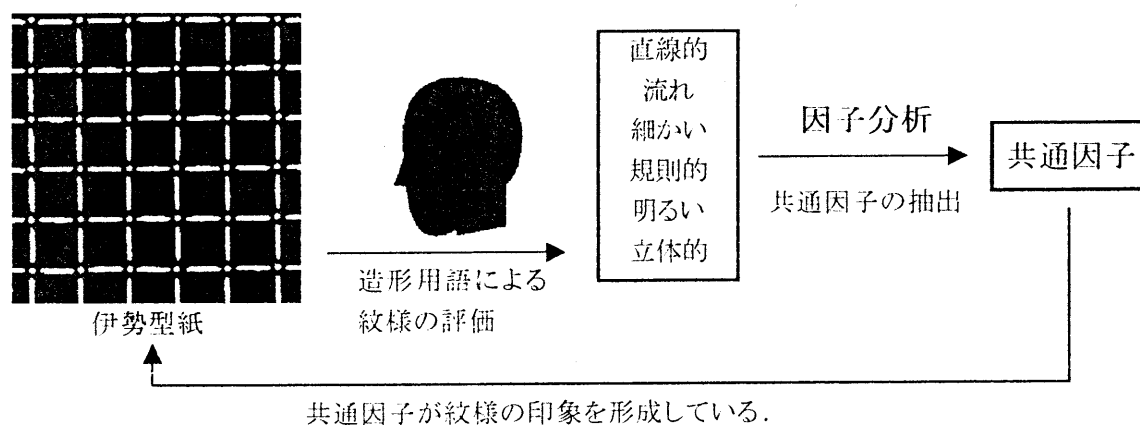 伊勢型紙
造形用語による
紋様の評価
直線的
流れ
細かい
規則的
明るい
立体的
因子分析
共通因子の抽出
共通因子
共通因子が紋様の印象を形成している.